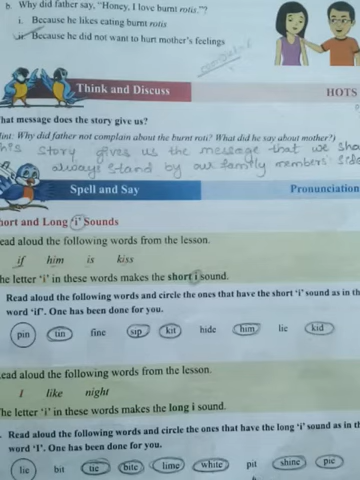 b. Why did father say, "Honey, I love burnt rotis."?
i. Because he likes eating burnt rotis
ii. Because he did not want to hurt mother's feelings
Think and Discuss
HOTS
hat message does the story give us?
int: Why did father not complain about the burnt roti? What did he say about mother?)
his story gives us the message that we sha
always stand by our family members' side
Spell and Say
Pronunciation
hort and Long 'i' Sounds
ead aloud the following words from the lesson.
if him is kiss
he letter 'i' in these words makes the short i sound.
Read aloud the following words and circle the ones that have the short 'i' sound as in th
word 'if'. One has been done for you.
pin tin fine sip kit hide him lie kid
ead aloud the following words from the lesson.
I like night
he letter 'i' in these words makes the long i sound.
Read aloud the following words and circle the ones that have the long 'i' sound as in th
word 'I'. One has been done for you.
lie bit tie bite lime white pit shine pie